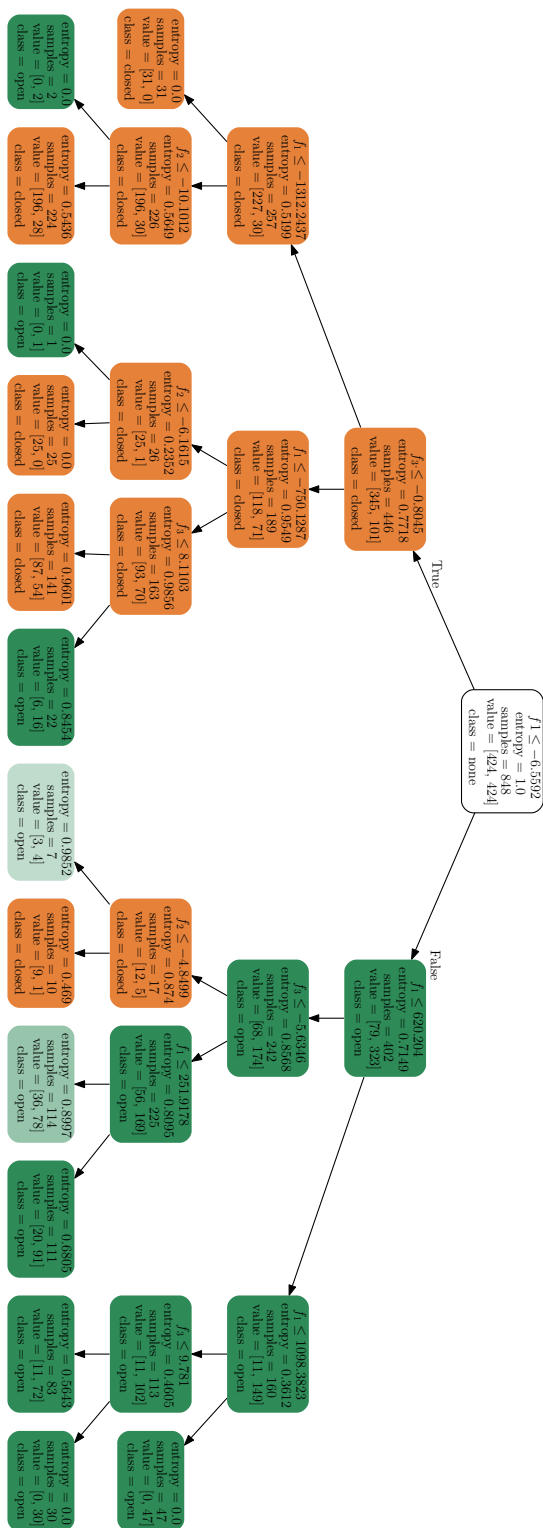 f1 ≤ −6.5592
entropy = 1.0
samples = 848
value = [424, 424]
class = none
True
False
f₃ ≤ −0.8045
entropy = 0.7718
samples = 446
value = [345, 101]
class = closed
f₁ ≤ 620.204
entropy = 0.7149
samples = 402
value = [79, 323]
class = open
f₁ ≤ −1312.2437
entropy = 0.5199
samples = 257
value = [227, 30]
class = closed
f₁ ≤ −750.1287
entropy = 0.9549
samples = 189
value = [118, 71]
class = closed
f₃ ≤ −5.6346
entropy = 0.8568
samples = 242
value = [68, 174]
class = open
f₁ ≤ 1098.3823
entropy = 0.3612
samples = 160
value = [11, 149]
class = open
entropy = 0.0
samples = 31
value = [31, 0]
class = closed
f₂ ≤ −10.1012
entropy = 0.5649
samples = 226
value = [196, 30]
class = closed
f₂ ≤ −6.1615
entropy = 0.2352
samples = 26
value = [25, 1]
class = closed
f₃ ≤ 8.1103
entropy = 0.9856
samples = 163
value = [93, 70]
class = closed
f₂ ≤ −4.8499
entropy = 0.874
samples = 17
value = [12, 5]
class = closed
f₁ ≤ 251.9178
entropy = 0.8095
samples = 225
value = [56, 169]
class = open
f₃ ≤ 9.781
entropy = 0.4605
samples = 113
value = [11, 102]
class = open
entropy = 0.0
samples = 47
value = [0, 47]
class = open
entropy = 0.0
samples = 2
value = [0, 2]
class = open
entropy = 0.5436
samples = 224
value = [196, 28]
class = closed
entropy = 0.0
samples = 1
value = [0, 1]
class = open
entropy = 0.0
samples = 25
value = [25, 0]
class = closed
entropy = 0.9601
samples = 141
value = [87, 54]
class = closed
entropy = 0.8454
samples = 22
value = [6, 16]
class = open
entropy = 0.9852
samples = 7
value = [3, 4]
class = open
entropy = 0.469
samples = 10
value = [9, 1]
class = closed
entropy = 0.8997
samples = 114
value = [36, 78]
class = open
entropy = 0.6805
samples = 111
value = [20, 91]
class = open
entropy = 0.5643
samples = 83
value = [11, 72]
class = open
entropy = 0.0
samples = 30
value = [0, 30]
class = open